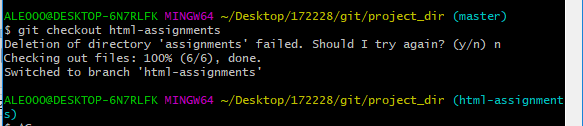 ALEOOO@DESKTOP-6N7RLFK MINGW64 ~/Desktop/172228/git/project_dir (master)
$ git checkout html-assignments
Deletion of directory 'assignments' failed. Should I try again? (y/n) n
Checking out files: 100% (6/6), done.
Switched to branch 'html-assignments'
ALEOOO@DESKTOP-6N7RLFK MINGW64 ~/Desktop/172228/git/project_dir (html-assignment
s)